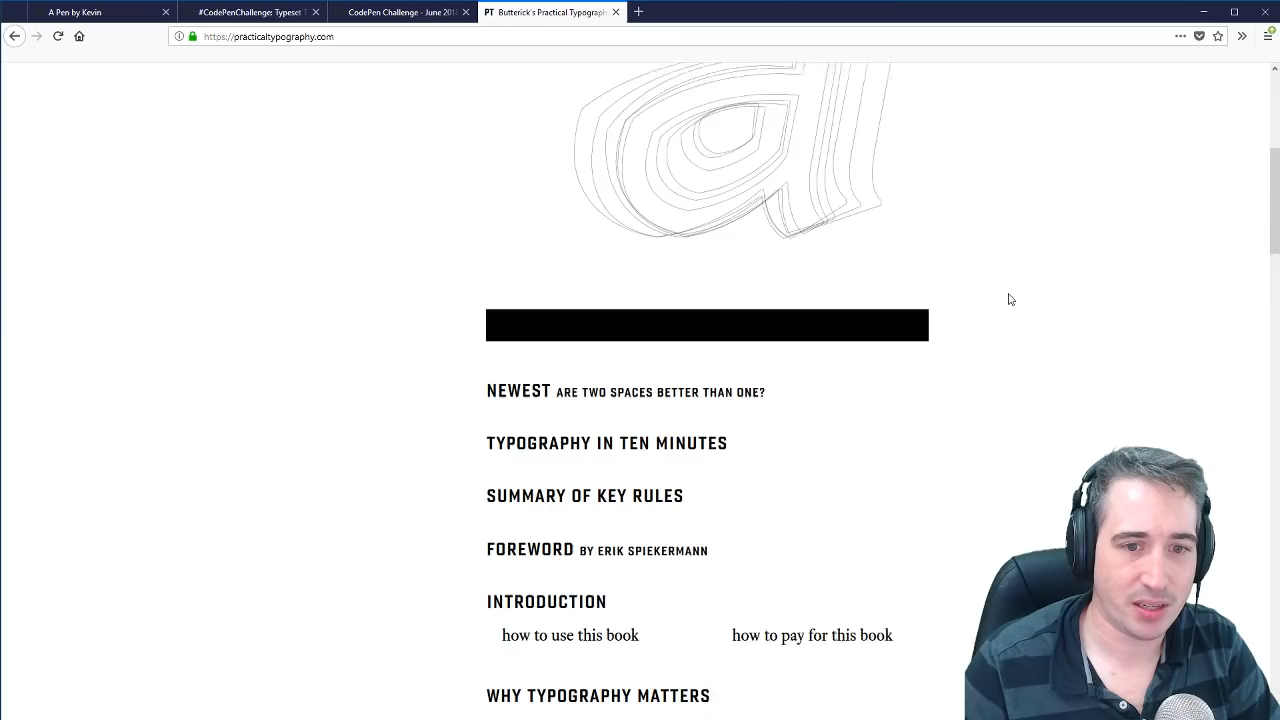 A Pen by Kevin
#CodePenChallenge: Typeset T
CodePen Challenge - June 2018
PT Butterick's Practical Typograph
https://practicaltypography.com
a
NEWEST ARE TWO SPACES BETTER THAN ONE?
TYPOGRAPHY IN TEN MINUTES
SUMMARY OF KEY RULES
FOREWORD BY ERIK SPIEKERMANN
INTRODUCTION
how to use this book
how to pay for this book
WHY TYPOGRAPHY MATTERS